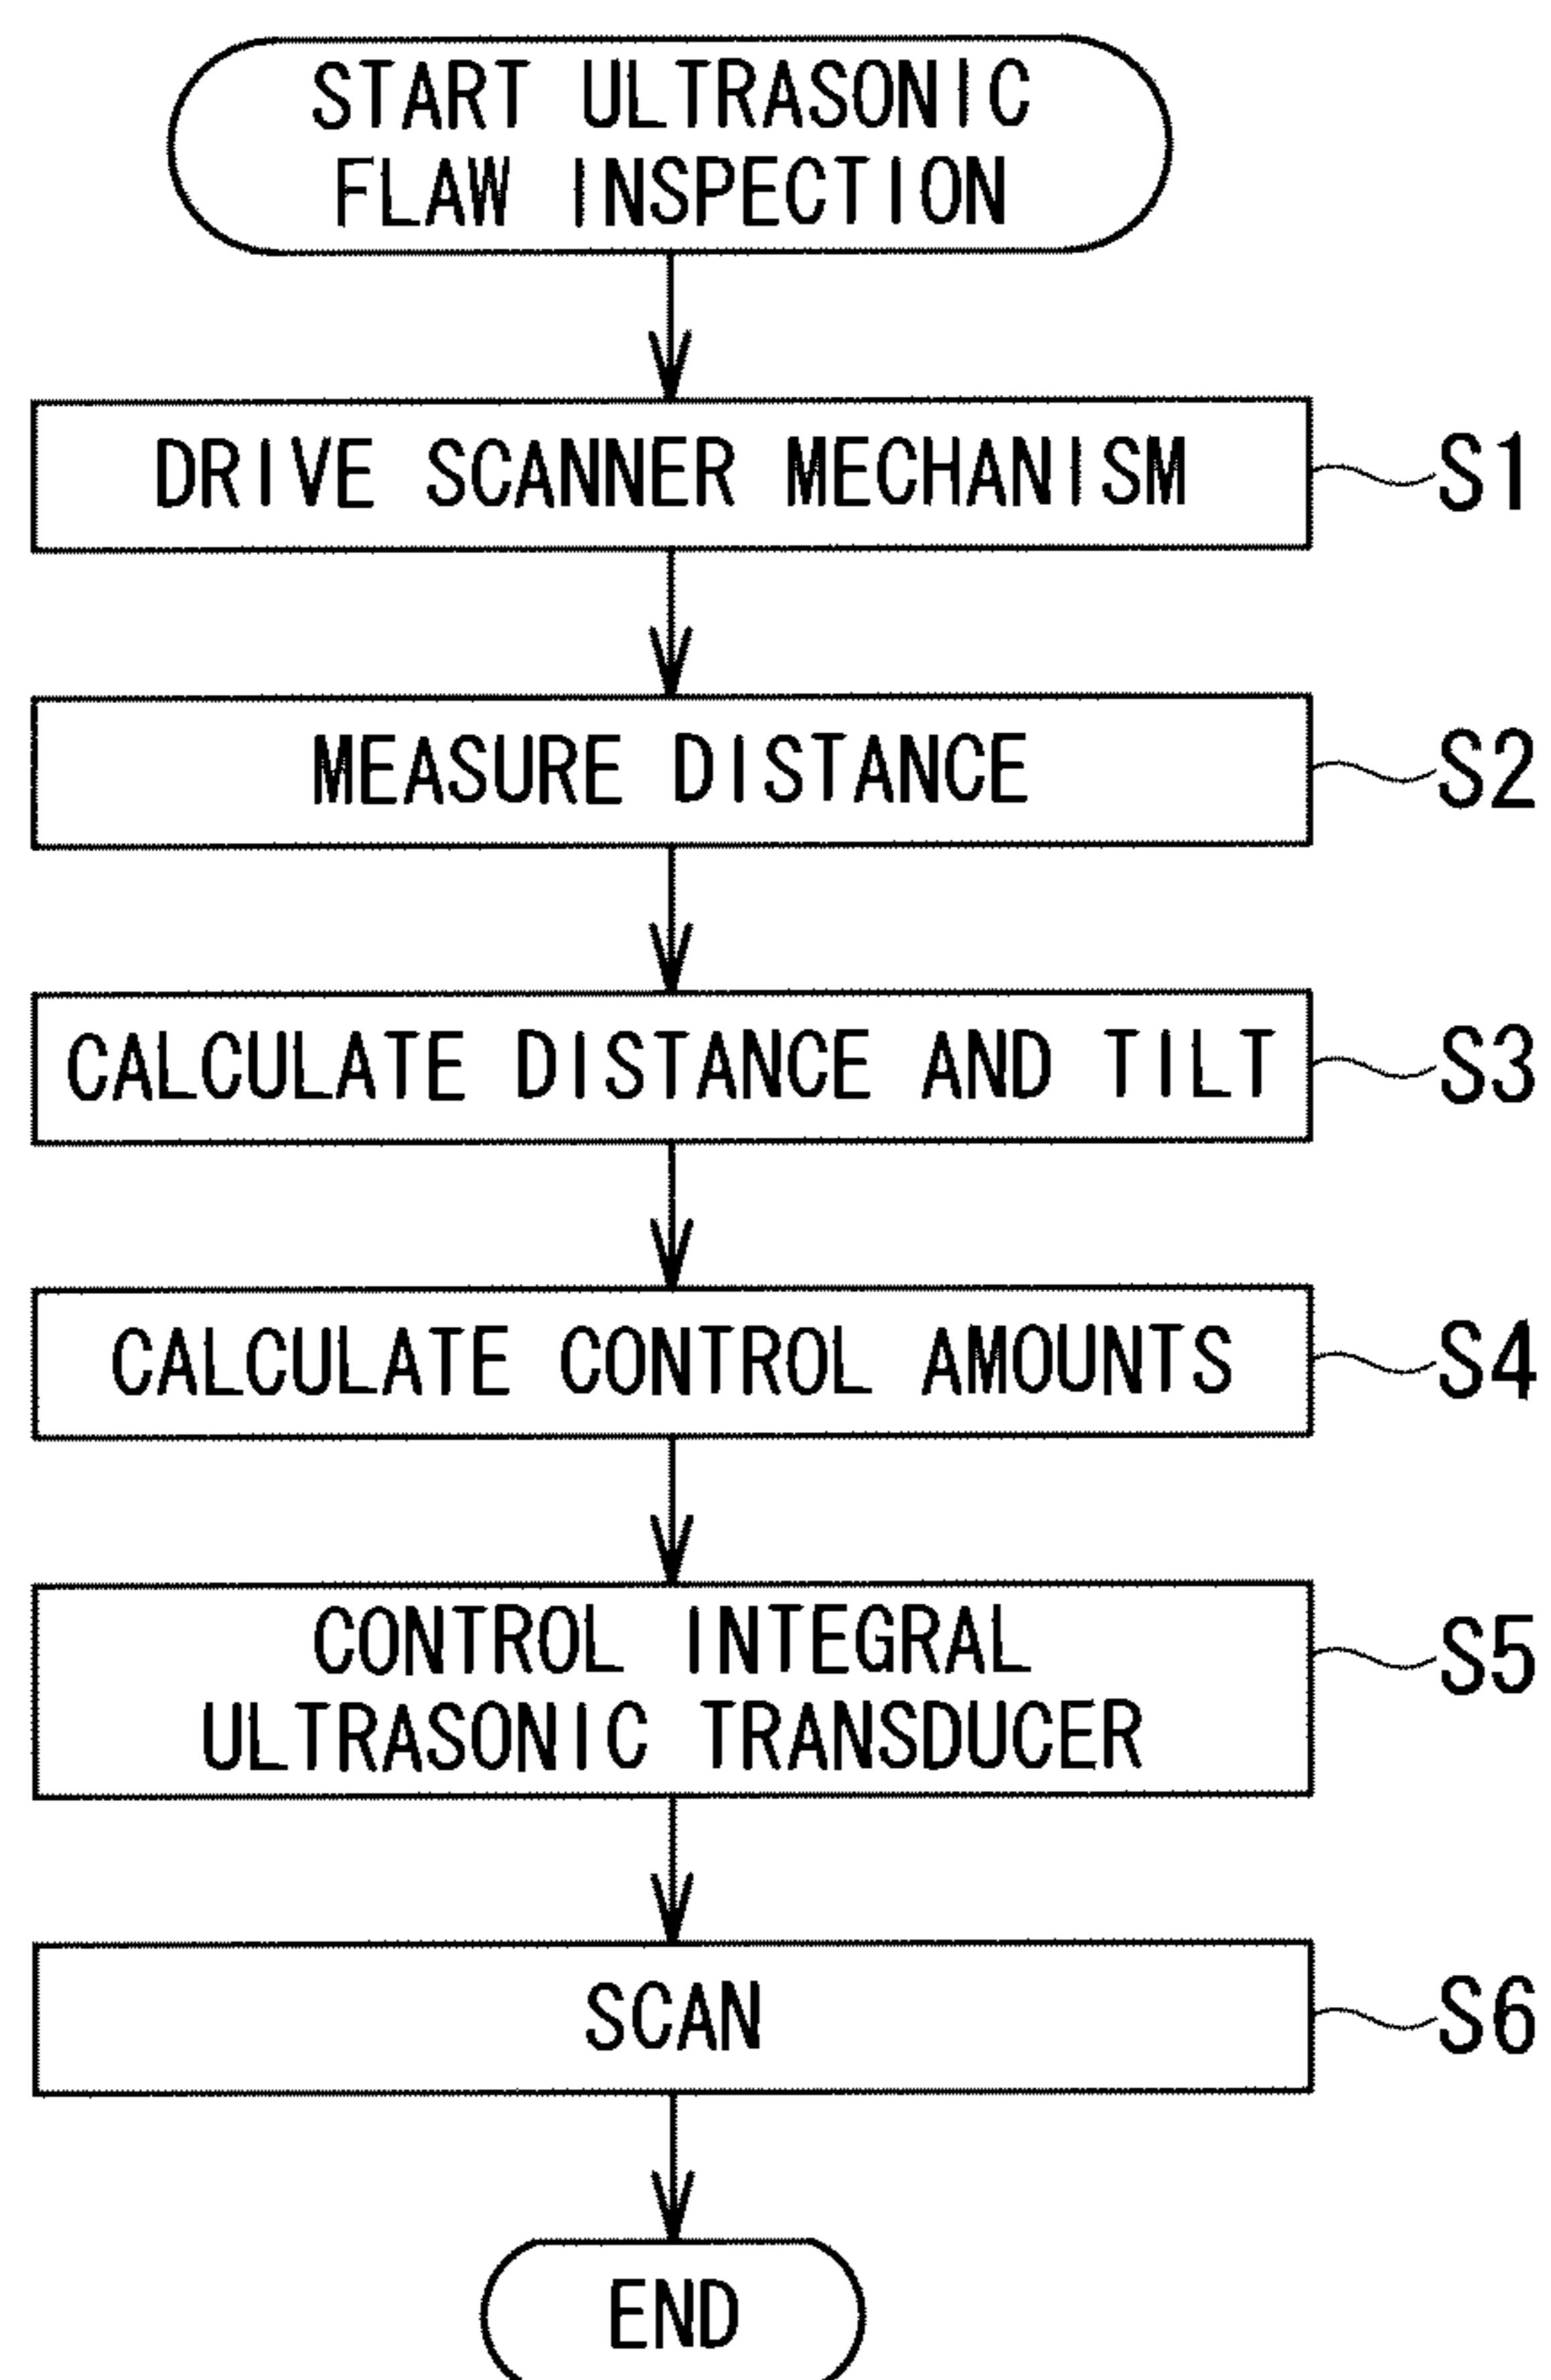 START ULTRASONIC
FLAW INSPECTION
DRIVE SCANNER MECHANISM
S1
MEASURE DISTANCE
S2
CALCULATE DISTANCE AND TILT
S3
CALCULATE CONTROL AMOUNTS
S4
CONTROL INTEGRAL
ULTRASONIC TRANSDUCER
S5
SCAN
S6
END